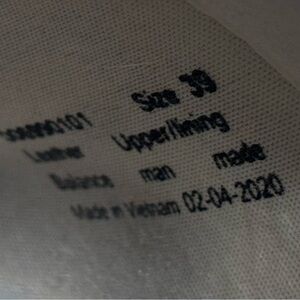 Size 39
Leather Upper/lining
Balance man made
Made in Vietnam 02-04-2020